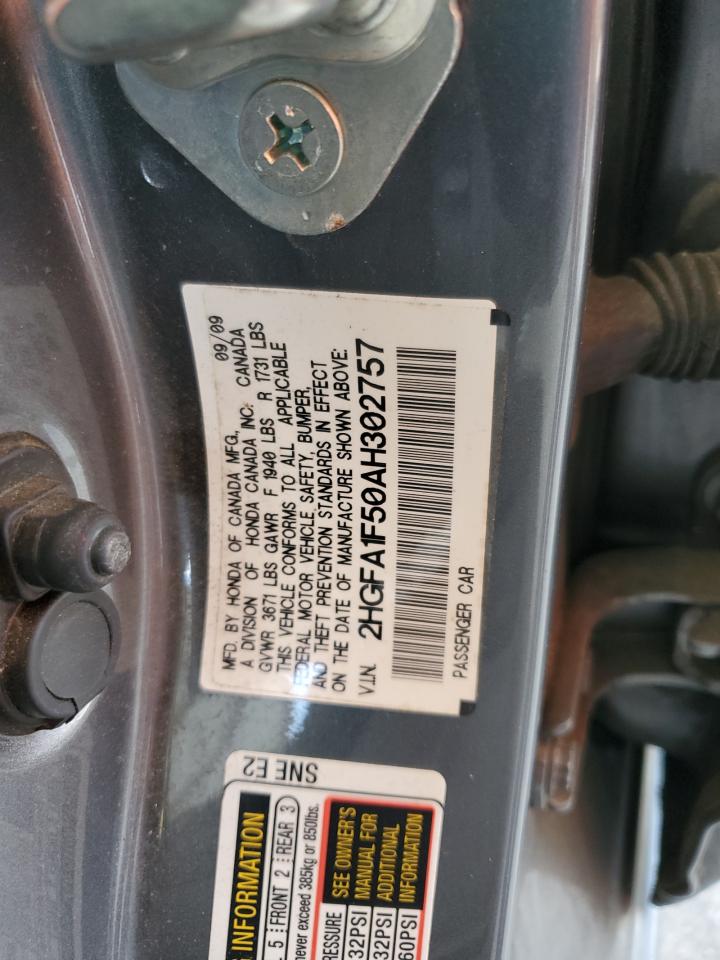 MFD. BY HONDA OF CANADA MFG., 09/09
A DIVISION OF HONDA CANADA INC. CANADA
GVWR 3671 LBS GAWR F 1940 LBS R 1731 LBS
THIS VEHICLE CONFORMS TO ALL APPLICABLE
FEDERAL MOTOR VEHICLE SAFETY, BUMPER,
AND THEFT PREVENTION STANDARDS IN EFFECT
ON THE DATE OF MANUFACTURE SHOWN ABOVE:
V.I.N. 2HGFA1F50AH302757
PASSENGER CAR
SNE E2
INFORMATION
5 FRONT 2 REAR 3
never exceed 385kg or 850lbs.
SEE OWNER'S
MANUAL FOR
ADDITIONAL
INFORMATION
32PSI
32PSI
60PSI